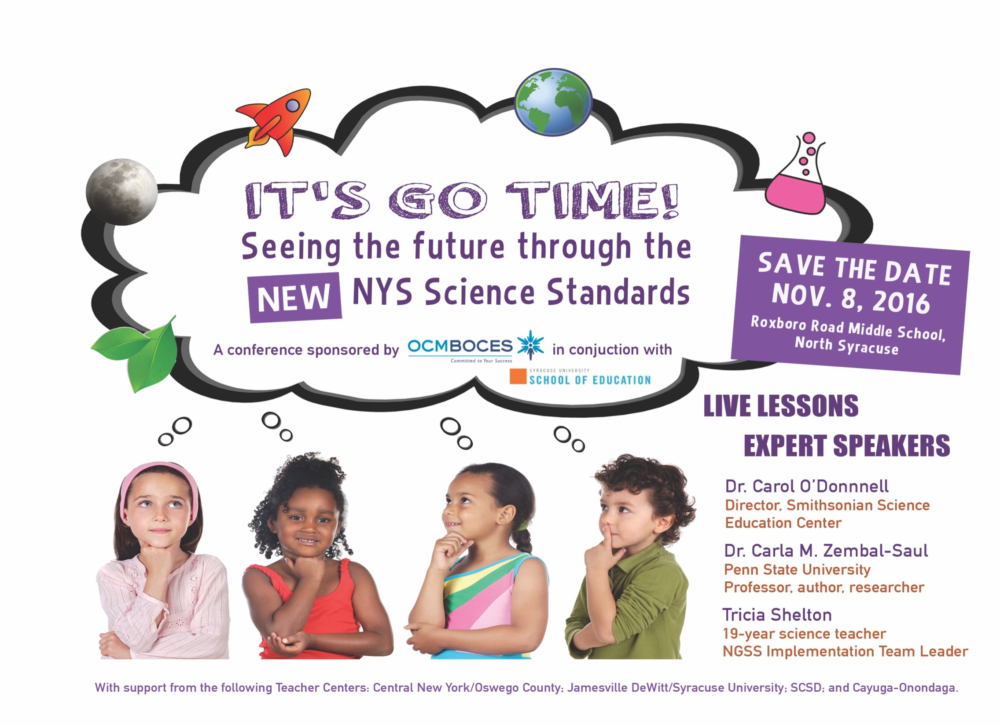 IT'S GO TIME!
Seeing the future through the
NEW NYS Science Standards
A conference sponsored by OCMBOCES in conjuction with
Committed to Your Success
SYRACUSE UNIVERSITY
SCHOOL OF EDUCATION
SAVE THE DATE
NOV. 8, 2016
Roxboro Road Middle School,
North Syracuse
LIVE LESSONS
EXPERT SPEAKERS
Dr. Carol O'Donnnell
Director, Smithsonian Science
Education Center
Dr. Carla M. Zembal-Saul
Penn State University
Professor, author, researcher
Tricia Shelton
19-year science teacher
NGSS Implementation Team Leader
With support from the following Teacher Centers: Central New York/Oswego County; Jamesville DeWitt/Syracuse University; SCSD; and Cayuga-Onondaga.